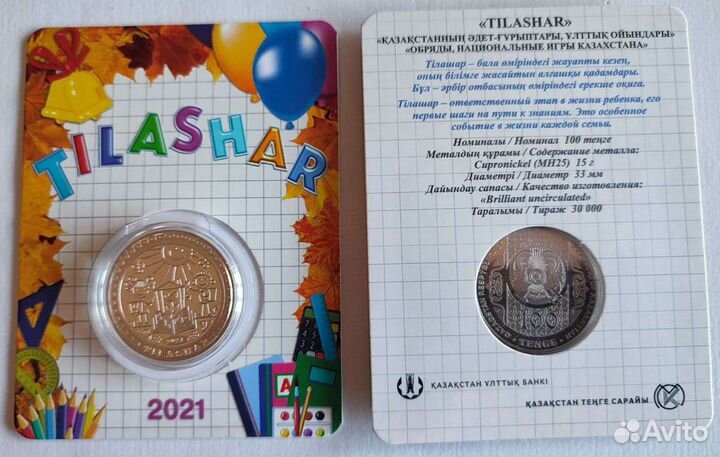 TILASHAR
TILASHAR
2021
«TILASHAR»
«ҚАЗАҚСТАННЫҢ ӘДЕТ-ҒҰРЫПТАРЫ, ҰЛТТЫҚ ОЙЫНДАРЫ»
«ОБРЯДЫ, НАЦИОНАЛЬНЫЕ ИГРЫ КАЗАХСТАНА»
Тілашар – бала өміріндегі жауапты кезең,
оның білімге жасайтын алғашқы қадамдары.
Бұл – әрбір отбасының өміріндегі ерекше оқиға.
Тілашар – ответственный этап в жизни ребенка, его
первые шаги на пути к знаниям. Это особенное
событие в жизни каждой семьи.
Номиналы / Номинал 100 теңге
Металдың құрамы / Содержание металла:
Cupronickel (МН25) 15 г
Диаметрі / Диаметр 33 мм
Дайындау сапасы / Качество изготовления:
«Brilliant uncirculated»
Таралымы / Тираж 30 000
TENGE
ҚАЗАҚСТАН ҰЛТТЫҚ БАНКІ
ҚАЗАҚСТАН ТЕҢГЕ САРАЙЫ
Avito